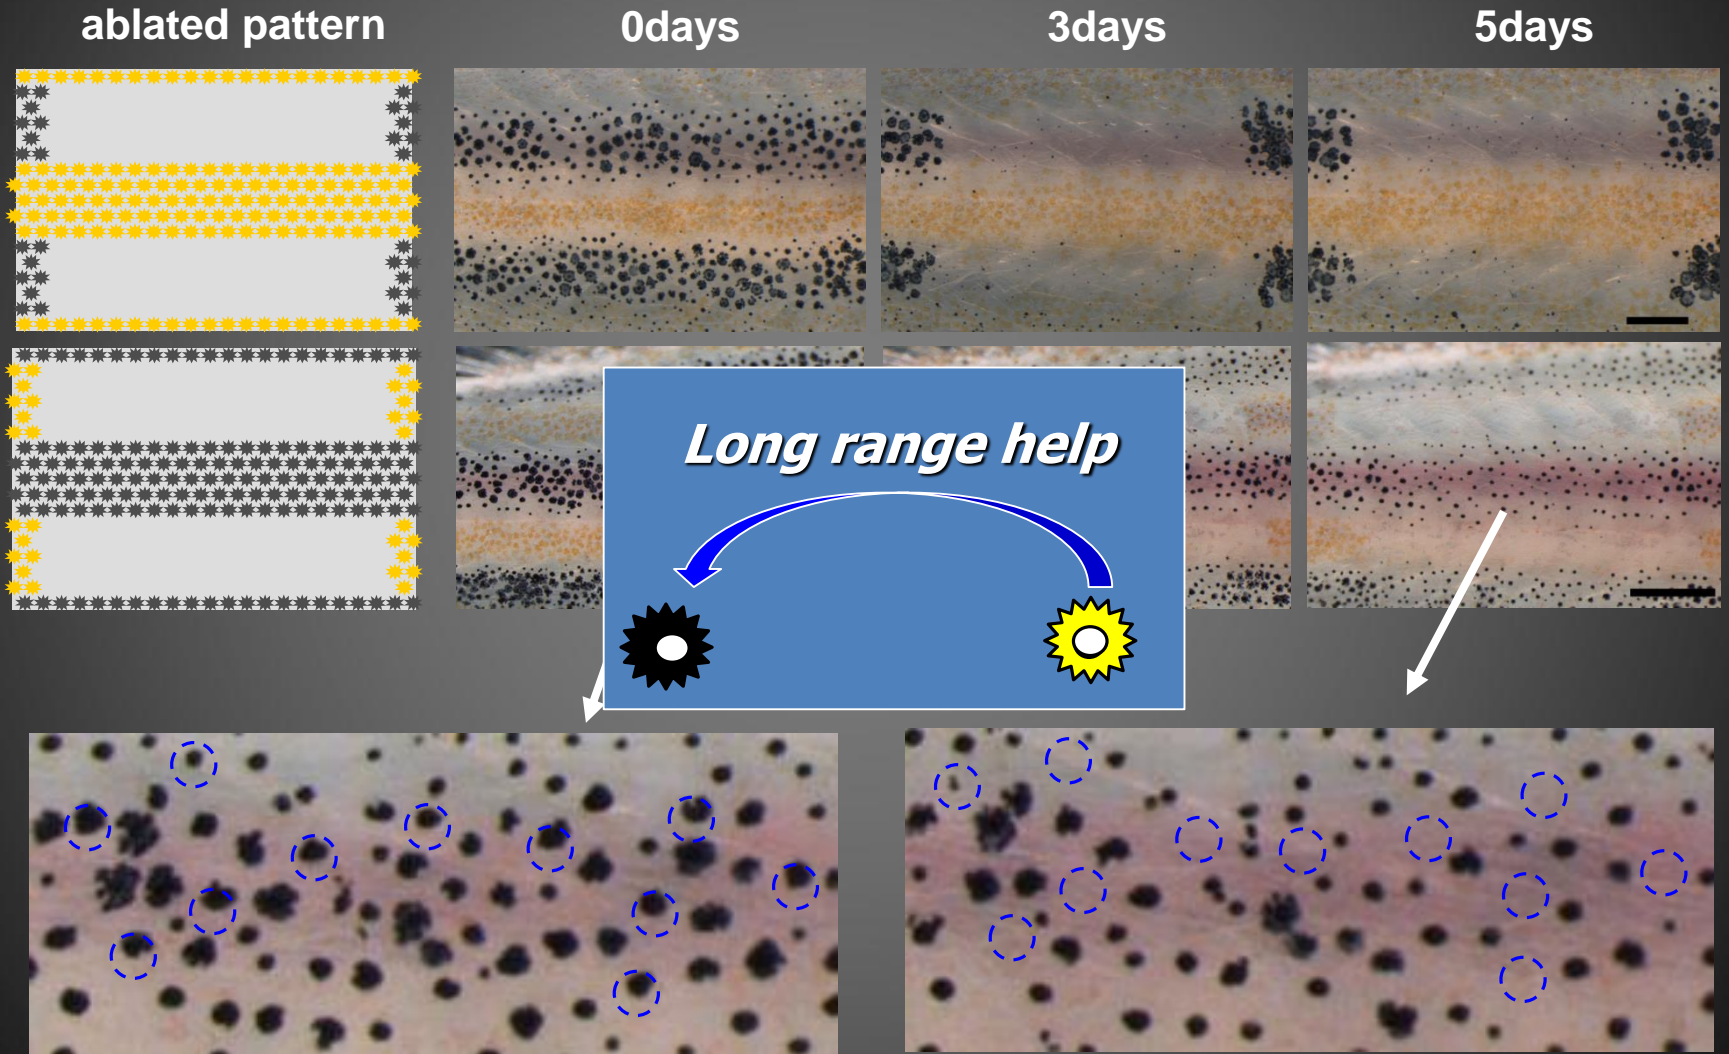 ablated pattern
0days
3days
5days
Long range help